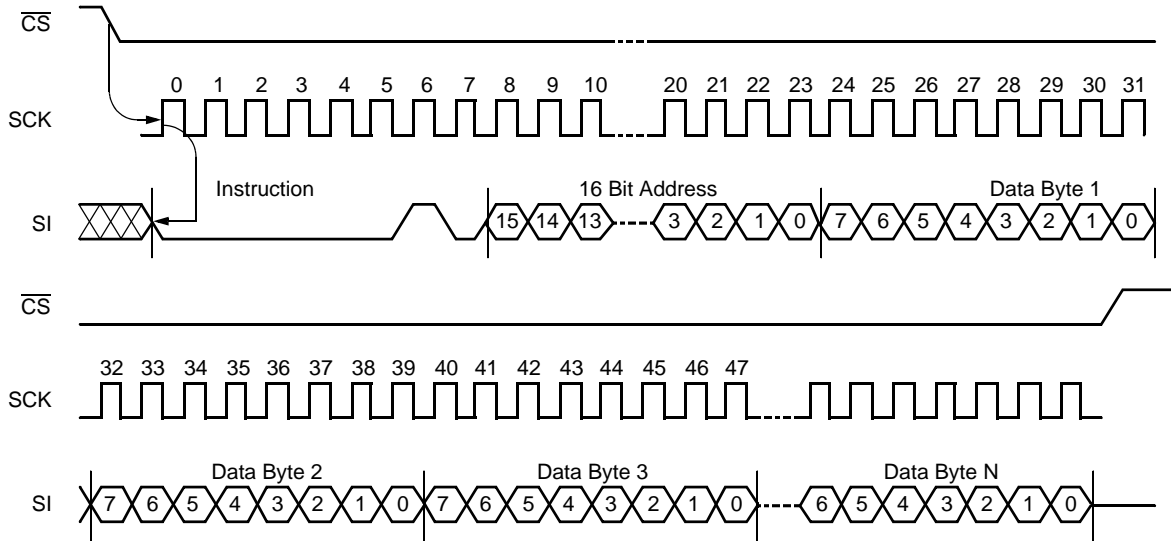 CS
0 1 2 3 4 5 6 7 8 9 10 20 21 22 23 24 25 26 27 28 29 30 31
SCK
Instruction 16 Bit Address Data Byte 1
SI 15 14 13 3 2 1 0 7 6 5 4 3 2 1 0
CS
32 33 34 35 36 37 38 39 40 41 42 43 44 45 46 47
SCK
Data Byte 2 Data Byte 3 Data Byte N
SI 7 6 5 4 3 2 1 0 7 6 5 4 3 2 1 0 6 5 4 3 2 1 0